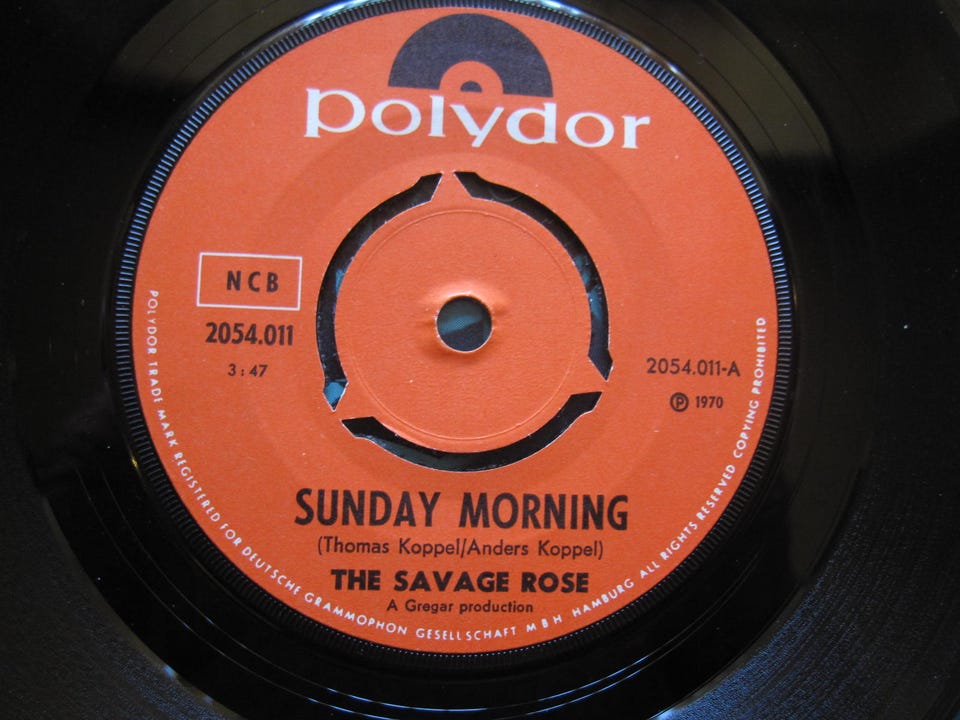 polydor
NCB
2054.011
3:47
2054.011-A
Ⓟ 1970
SUNDAY MORNING
(Thomas Koppel/Anders Koppel)
THE SAVAGE ROSE
A Gregar production
POLYDOR TRADE MARK REGISTERED FOR DEUTSCHE GRAMMOPHON GESELLSCHAFT MBH HAMBURG ALL RIGHTS RESERVED COPYING PROHIBITED